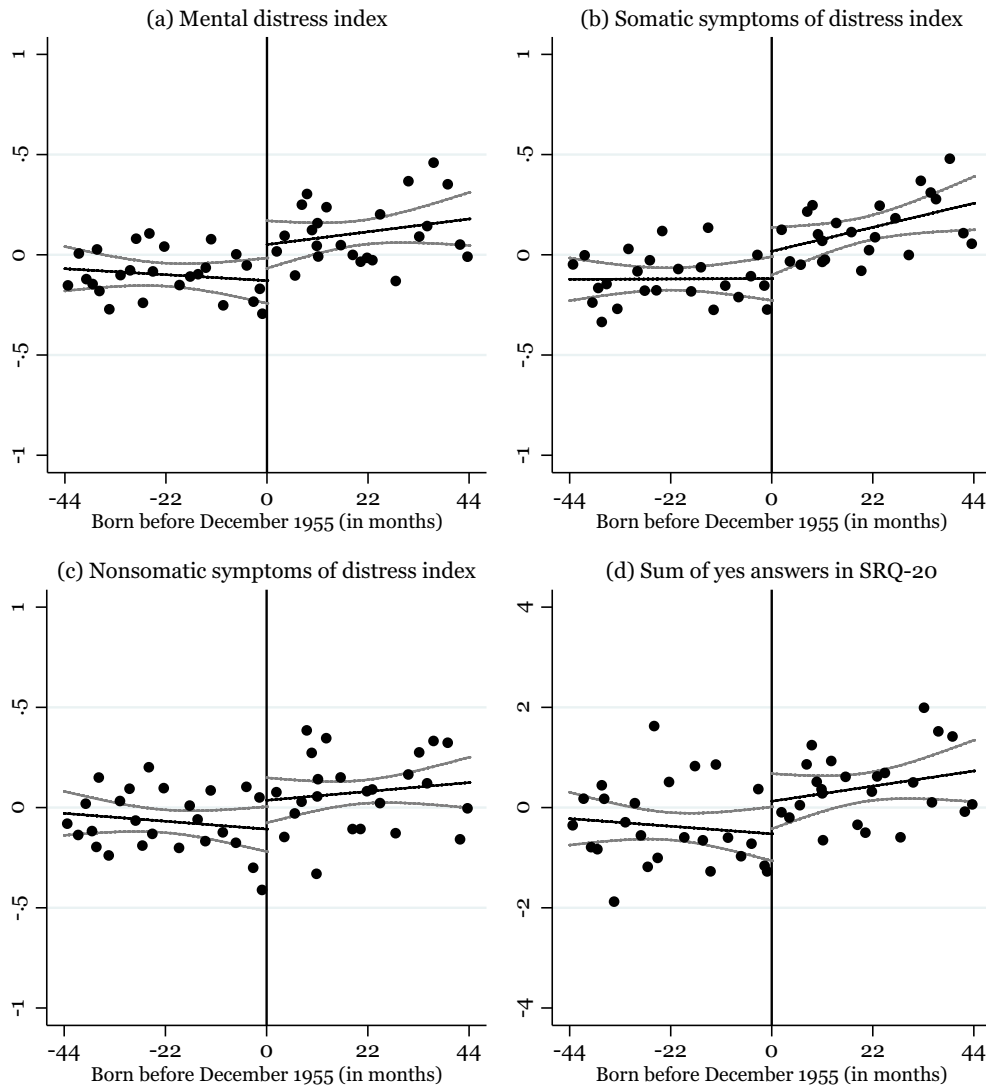 (a) Mental distress index
1
.5
0
-.5
-1
-44 -22 0 22 44
Born before December 1955 (in months)
(b) Somatic symptoms of distress index
1
.5
0
-.5
-1
-44 -22 0 22 44
Born before December 1955 (in months)
(c) Nonsomatic symptoms of distress index
1
.5
0
-.5
-1
-44 -22 0 22 44
Born before December 1955 (in months)
(d) Sum of yes answers in SRQ-20
4
2
0
-2
-4
-44 -22 0 22 44
Born before December 1955 (in months)